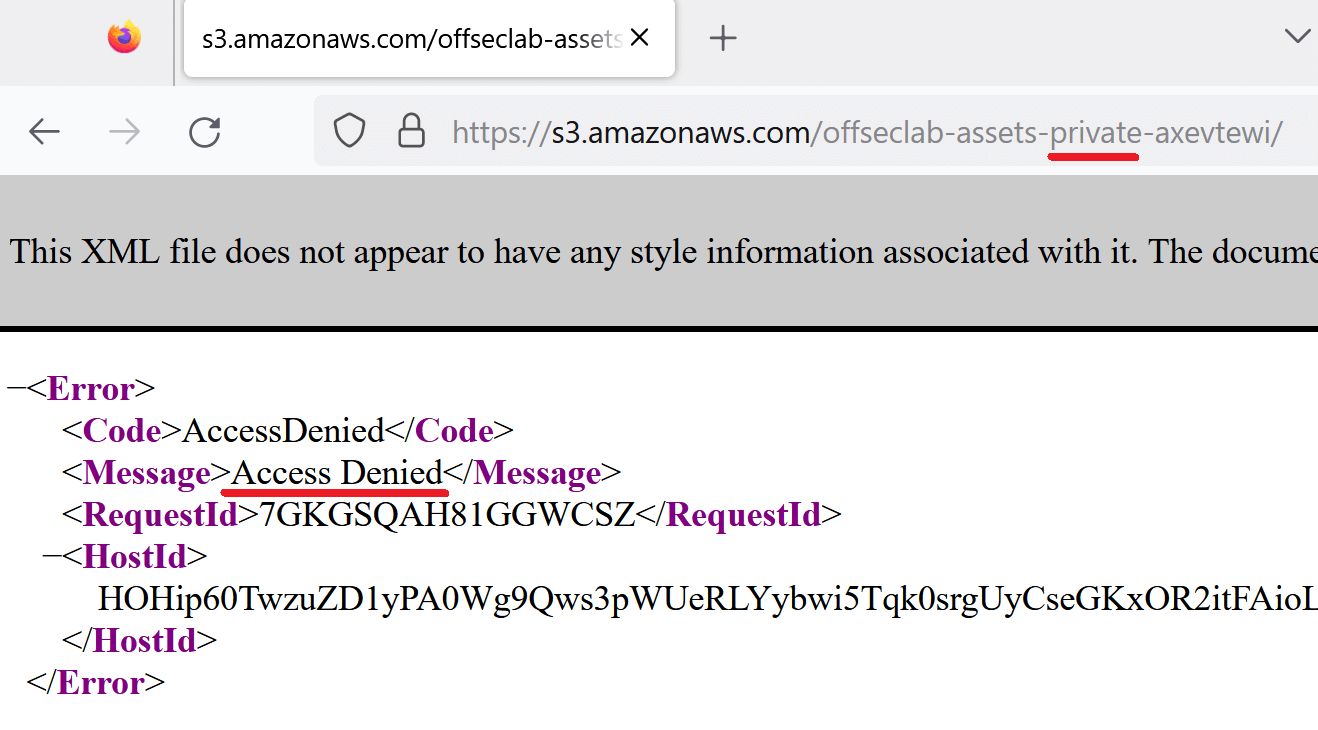 s3.amazonaws.com/offseclab-assets
https://s3.amazonaws.com/offseclab-assets-private-axevtewi/
This XML file does not appear to have any style information associated with it. The docume
—<Error>
<Code>AccessDenied</Code>
<Message>Access Denied</Message>
<RequestId>7GKGSQAH81GGWCSZ</RequestId>
—<HostId>
HOHip60TwzuZD1yPA0Wg9Qws3pWUeRLYybwi5Tqk0srgUyCseGKxOR2itFAioL
</HostId>
</Error>